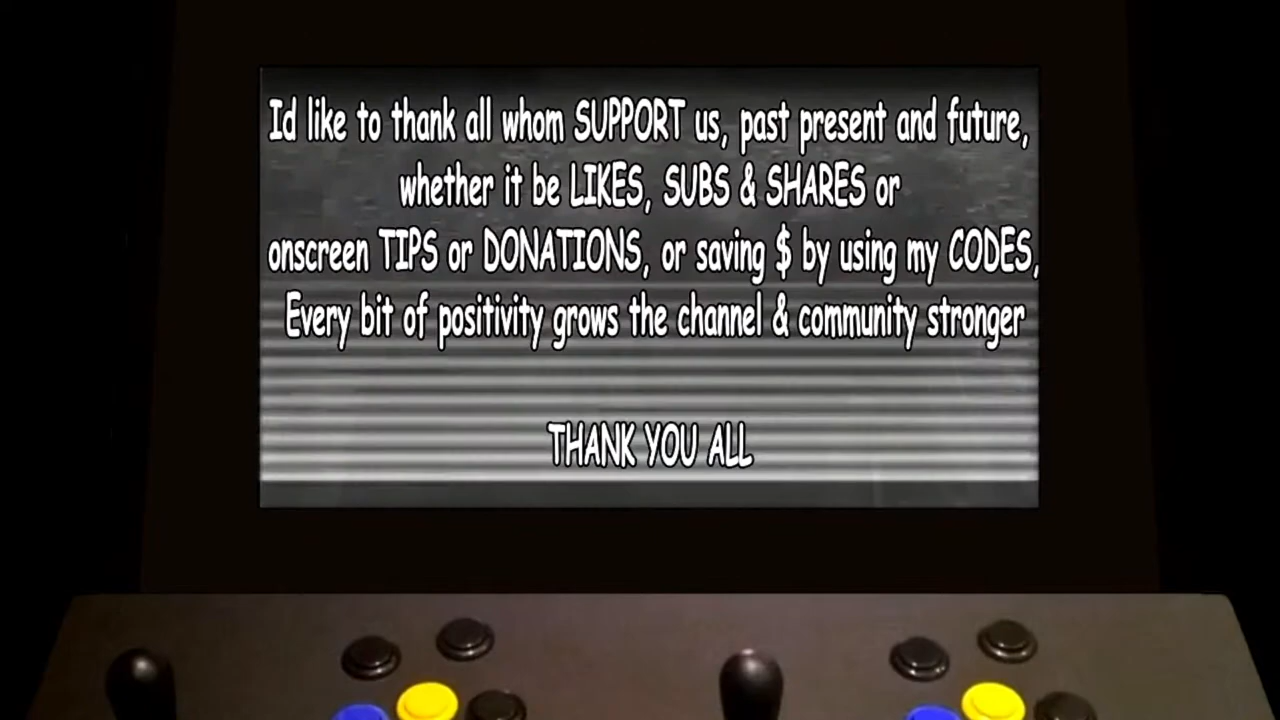 Id like to thank all whom SUPPORT us, past present and future,
whether it be LIKES, SUBS & SHARES or
onscreen TIPS or DONATIONS, or saving $ by using my CODES,
Every bit of positivity grows the channel & community stronger
THANK YOU ALL